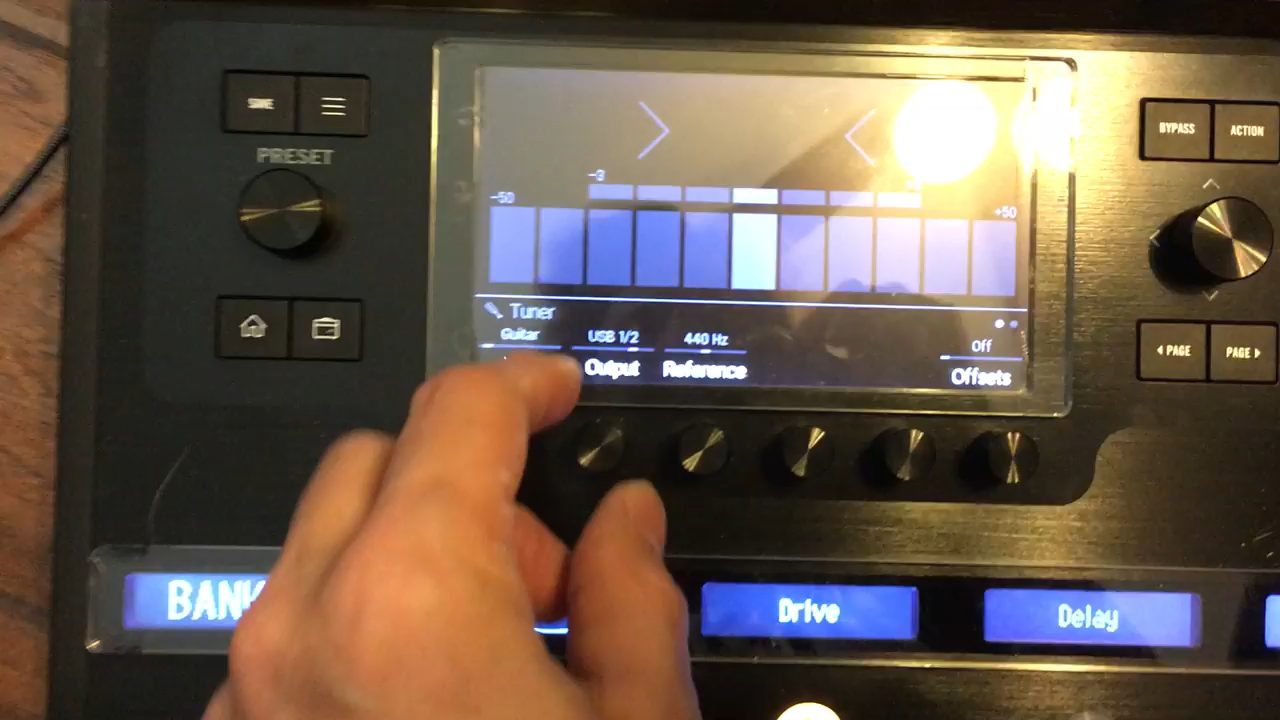 SAVE
PRESET
BYPASS ACTION
-3
-50 +50
Tuner
Guitar USB 1/2 440 Hz Off
Output Reference Offsets
PAGE PAGE
BANK
Drive Delay